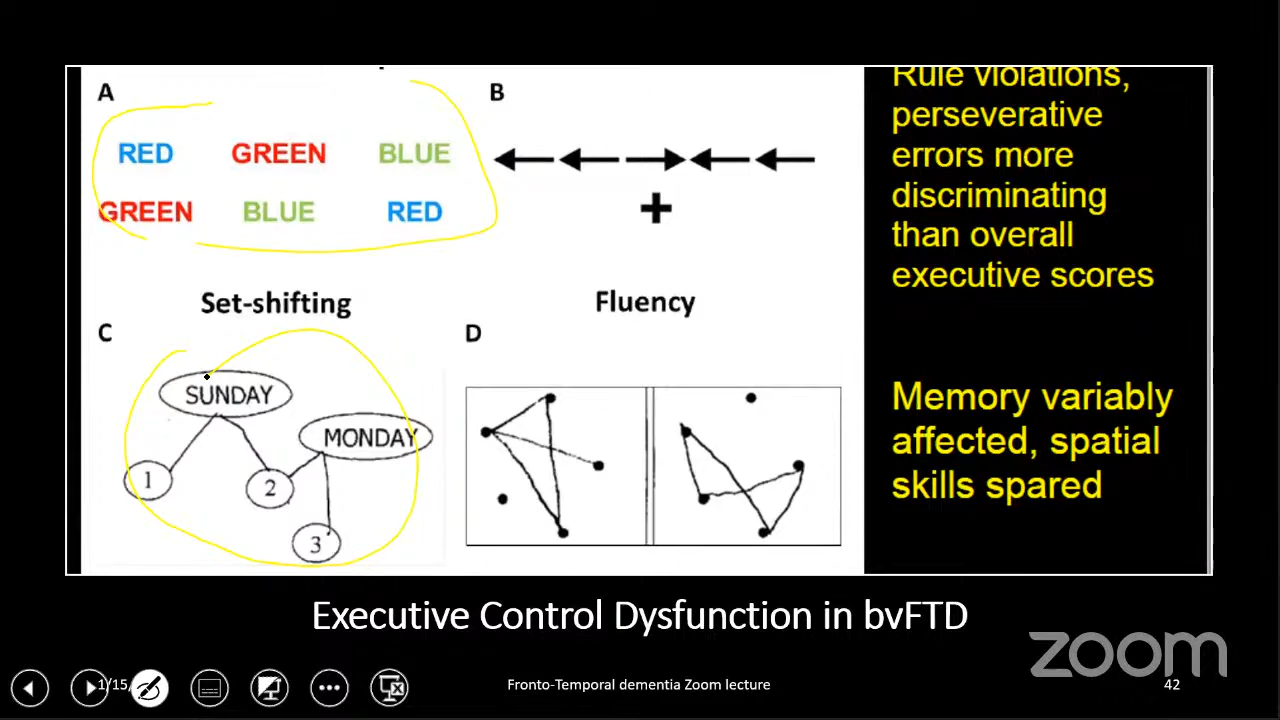 A
B
RED GREEN BLUE
GREEN BLUE RED
Set-shifting
Fluency
C
D
SUNDAY
MONDAY
1
2
3
Rule violations,
perseverative
errors more
discriminating
than overall
executive scores
Memory variably
affected, spatial
skills spared
Executive Control Dysfunction in bvFTD
zoom
1/15/
Fronto-Temporal dementia Zoom lecture
42